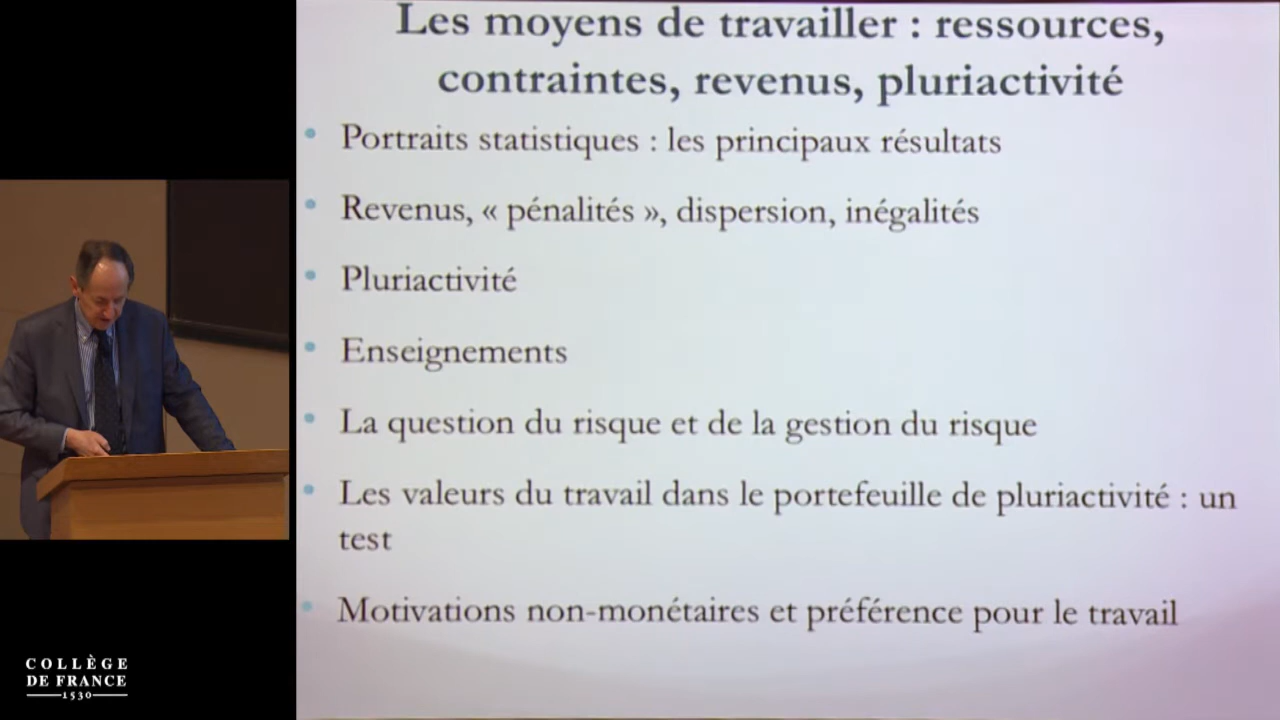 Les moyens de travailler : ressources,
contraintes, revenus, pluriactivité
Portraits statistiques : les principaux résultats
Revenus, « pénalités », dispersion, inégalités
Pluriactivité
Enseignements
La question du risque et de la gestion du risque
Les valeurs du travail dans le portefeuille de pluriactivité : un
test
Motivations non-monétaires et préférence pour le travail
COLLÈGE
DE FRANCE
1530